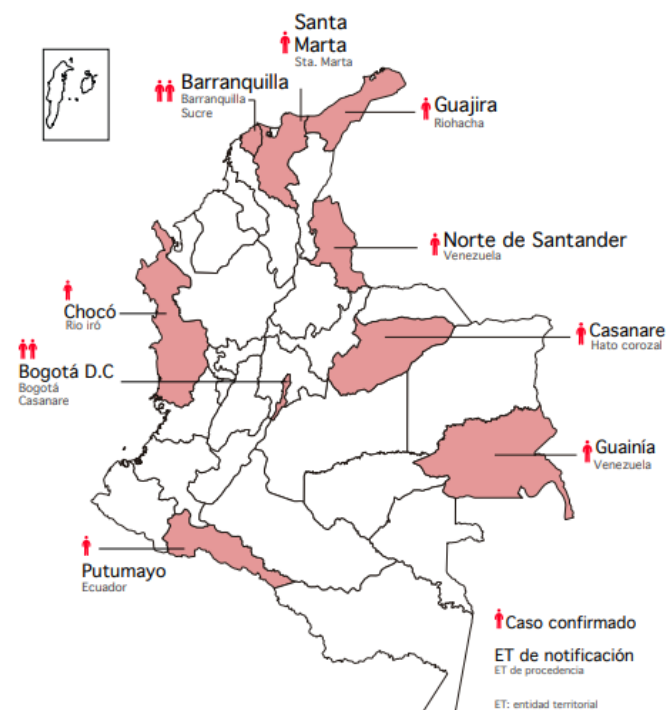 Santa
Marta
Sta. Marta
Barranquilla
Barranquilla
Sucre
Guajira
Riohacha
Norte de Santander
Venezuela
Chocó
Rio iró
Casanare
Hato corozal
Bogotá D.C
Bogotá
Casanare
Guainía
Venezuela
Putumayo
Ecuador
Caso confirmado
ET de notificación
ET de procedencia
ET: entidad territorial